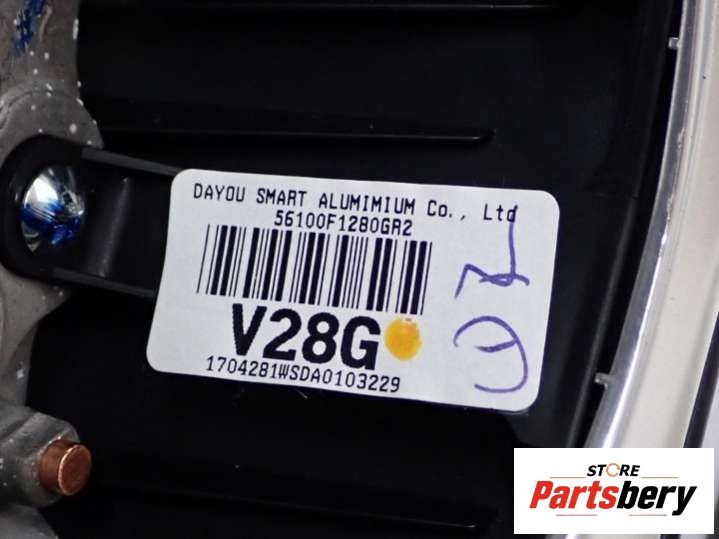 DAYOU SMART ALUMIMIUM Co., Ltd
56100F1280GR2
V28G
1704281WSDA0103229
STORE
Partsbery